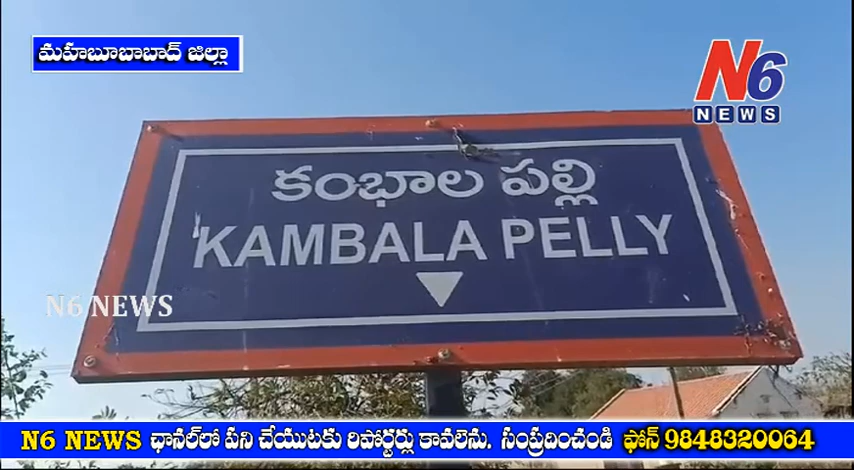 మహబూబాబాద్ జిల్లా
N6
NEWS
కంభాల పల్లి
KAMBALA PELLY
N6 NEWS
N6 NEWS ఛానల్‌లో పని చేయుటకు రిపోర్టర్లు కావలెను. సంప్రదించండి ఫోన్ 9848320064